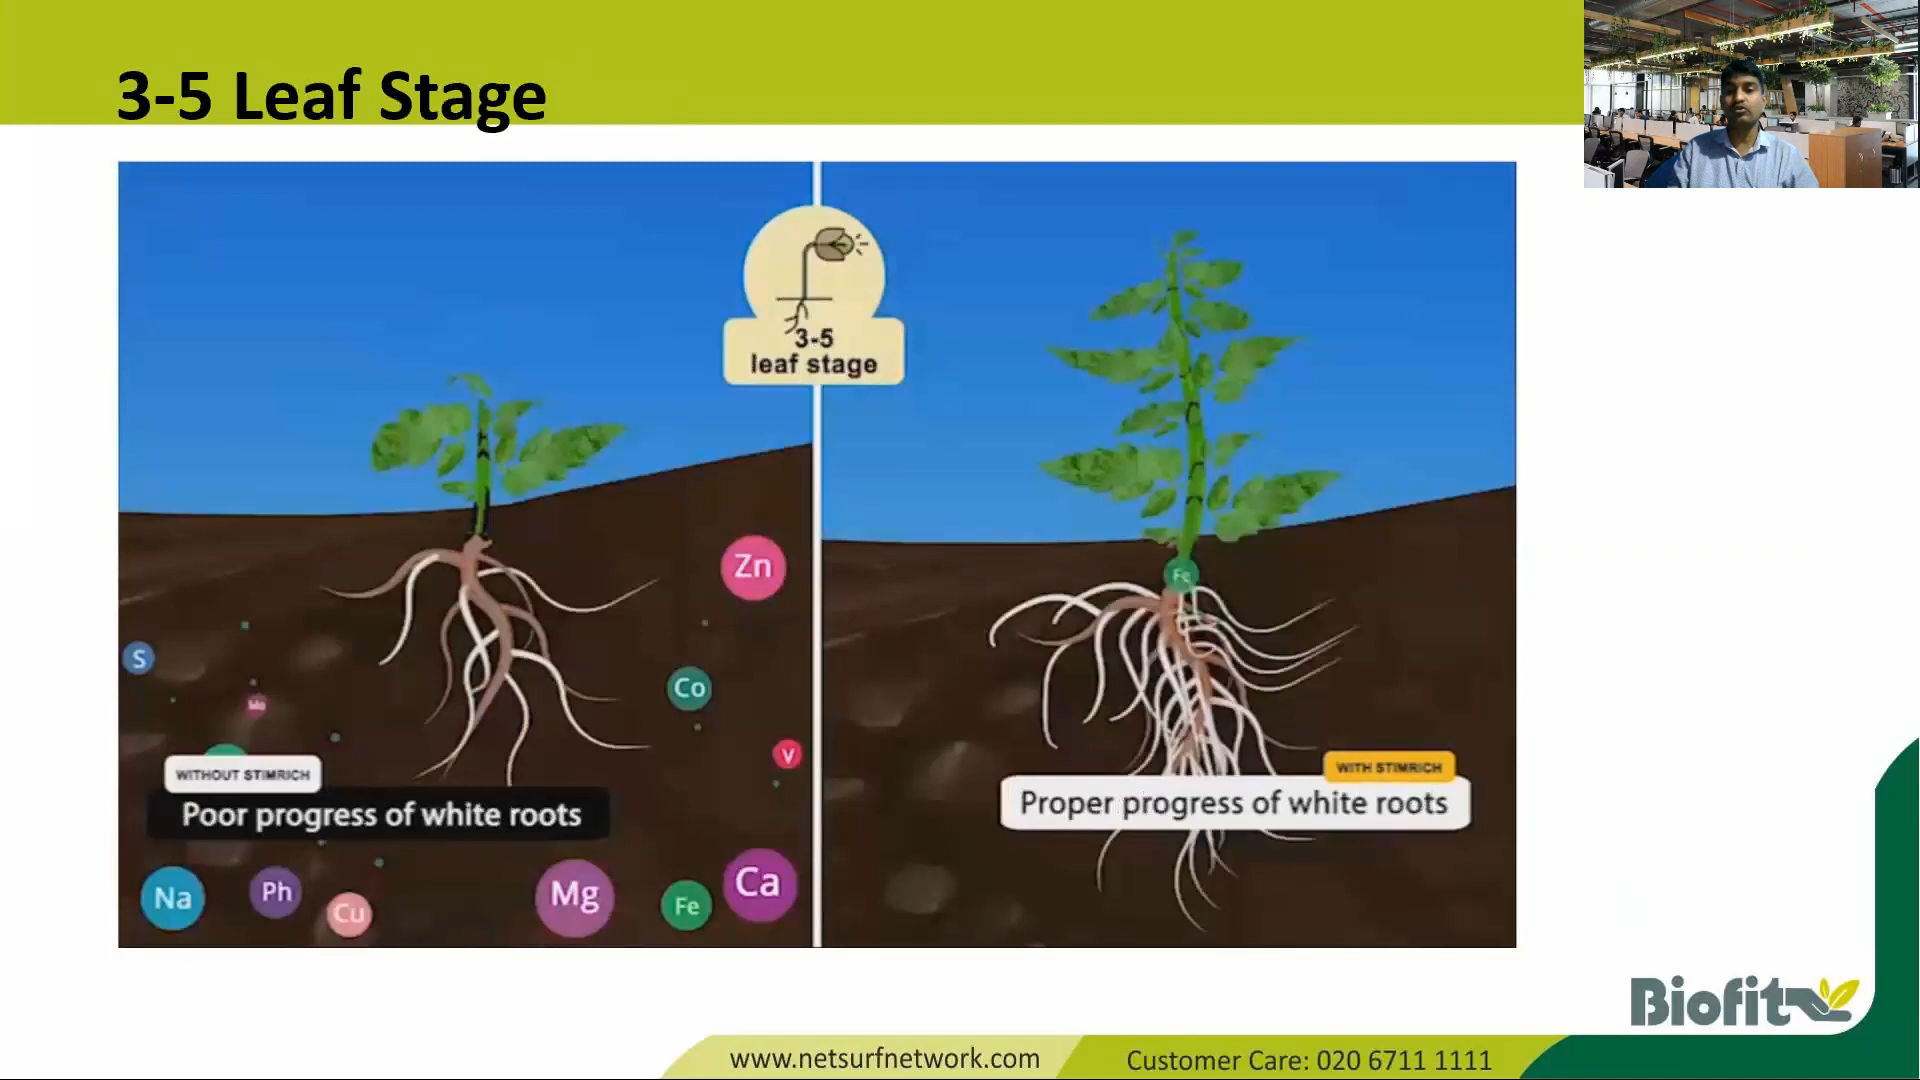 3-5 Leaf Stage
3-5
leaf stage
Zn
S
Co
V
WITHOUT STIMRICH
Poor progress of white roots
Na
Ph
Cu
Mg
Fe
Ca
Fe
WITH STIMRICH
Proper progress of white roots
Biofit
www.netsurfnetwork.com
Customer Care: 020 6711 1111